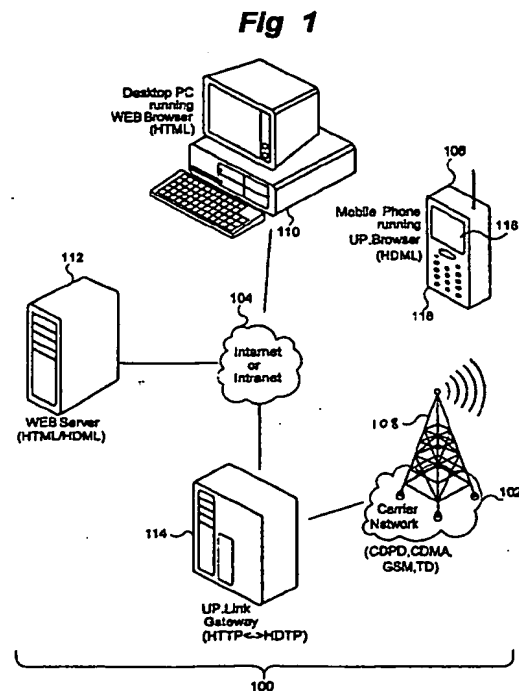 Fig 1
Desktop PC
running
WEB Browser
(HTML)
110
106
Mobile Phone
running
UP.Browser
(HDML)
116
118
112
104
Internet
or
Intranet
WEB Server
(HTML/HDML)
108
102
Carrier
Network
(CDPD,CDMA,
GSM,TD)
114
UP.Link
Gateway
(HTTP<->HDTP)
100